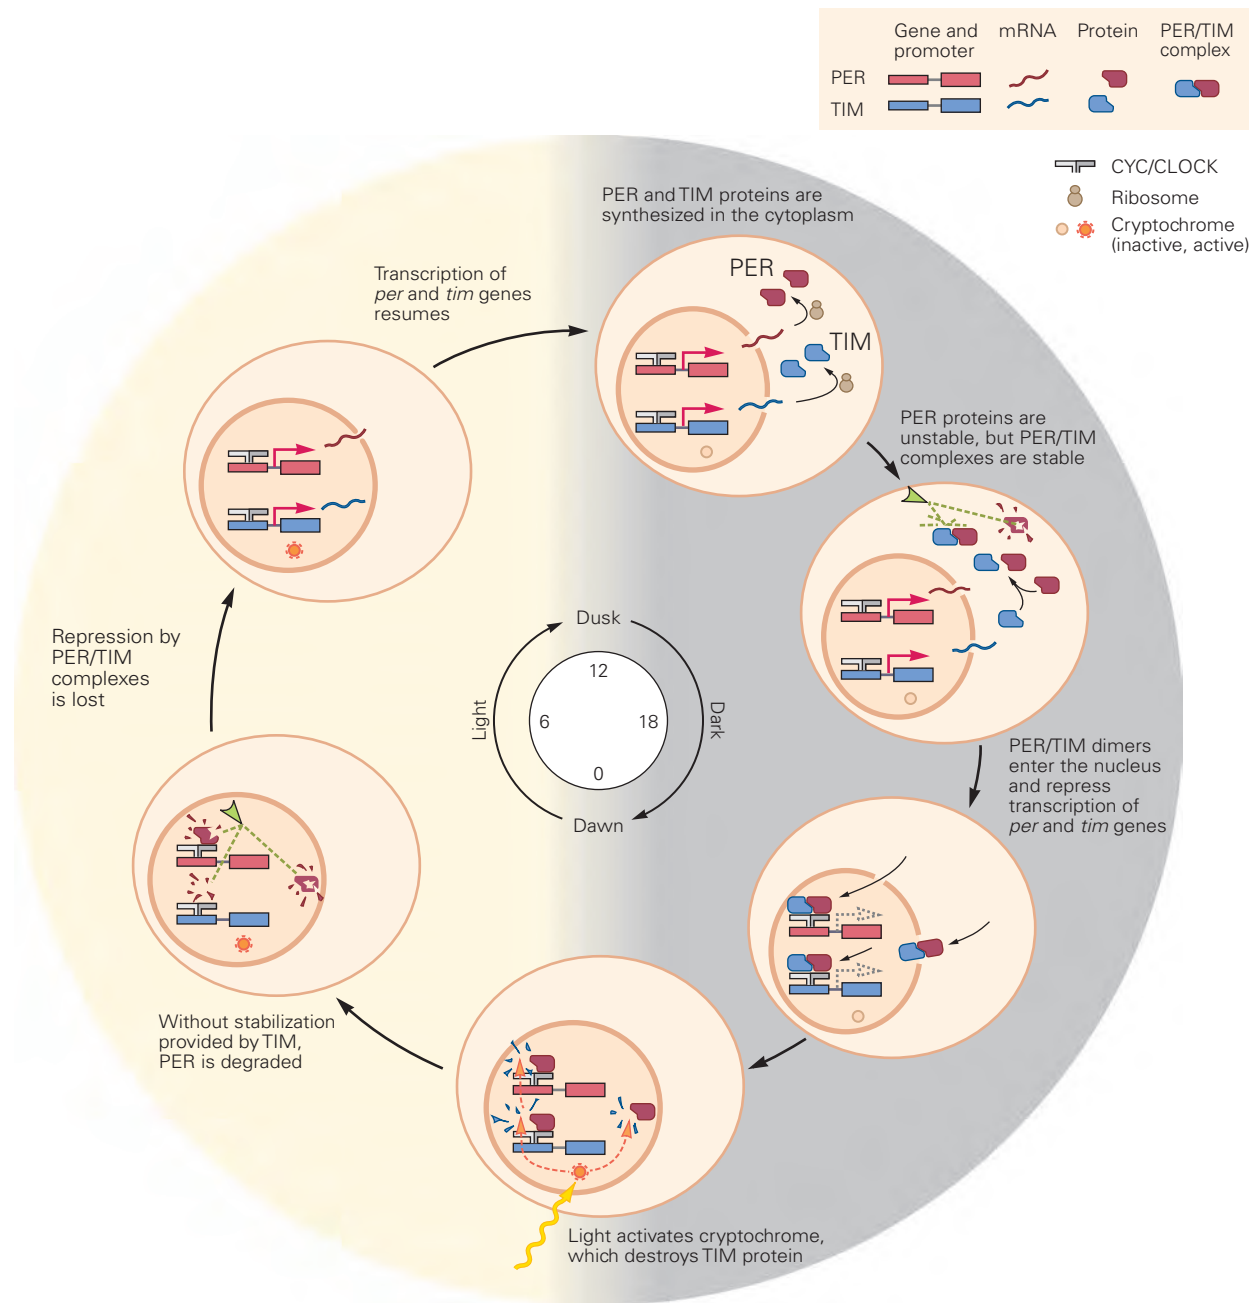 Gene and promoter
mRNA
Protein
PER/TIM complex
PER
TIM
CYC/CLOCK
Ribosome
Cryptochrome
(inactive, active)
PER and TIM proteins are
synthesized in the cytoplasm
PER
TIM
Transcription of
per and tim genes
resumes
PER proteins are
unstable, but PER/TIM
complexes are stable
Repression by
PER/TIM
complexes
is lost
Dusk
12
Light
6
18
Dark
0
Dawn
PER/TIM dimers
enter the nucleus
and repress
transcription of
per and tim genes
Without stabilization
provided by TIM,
PER is degraded
Light activates cryptochrome,
which destroys TIM protein